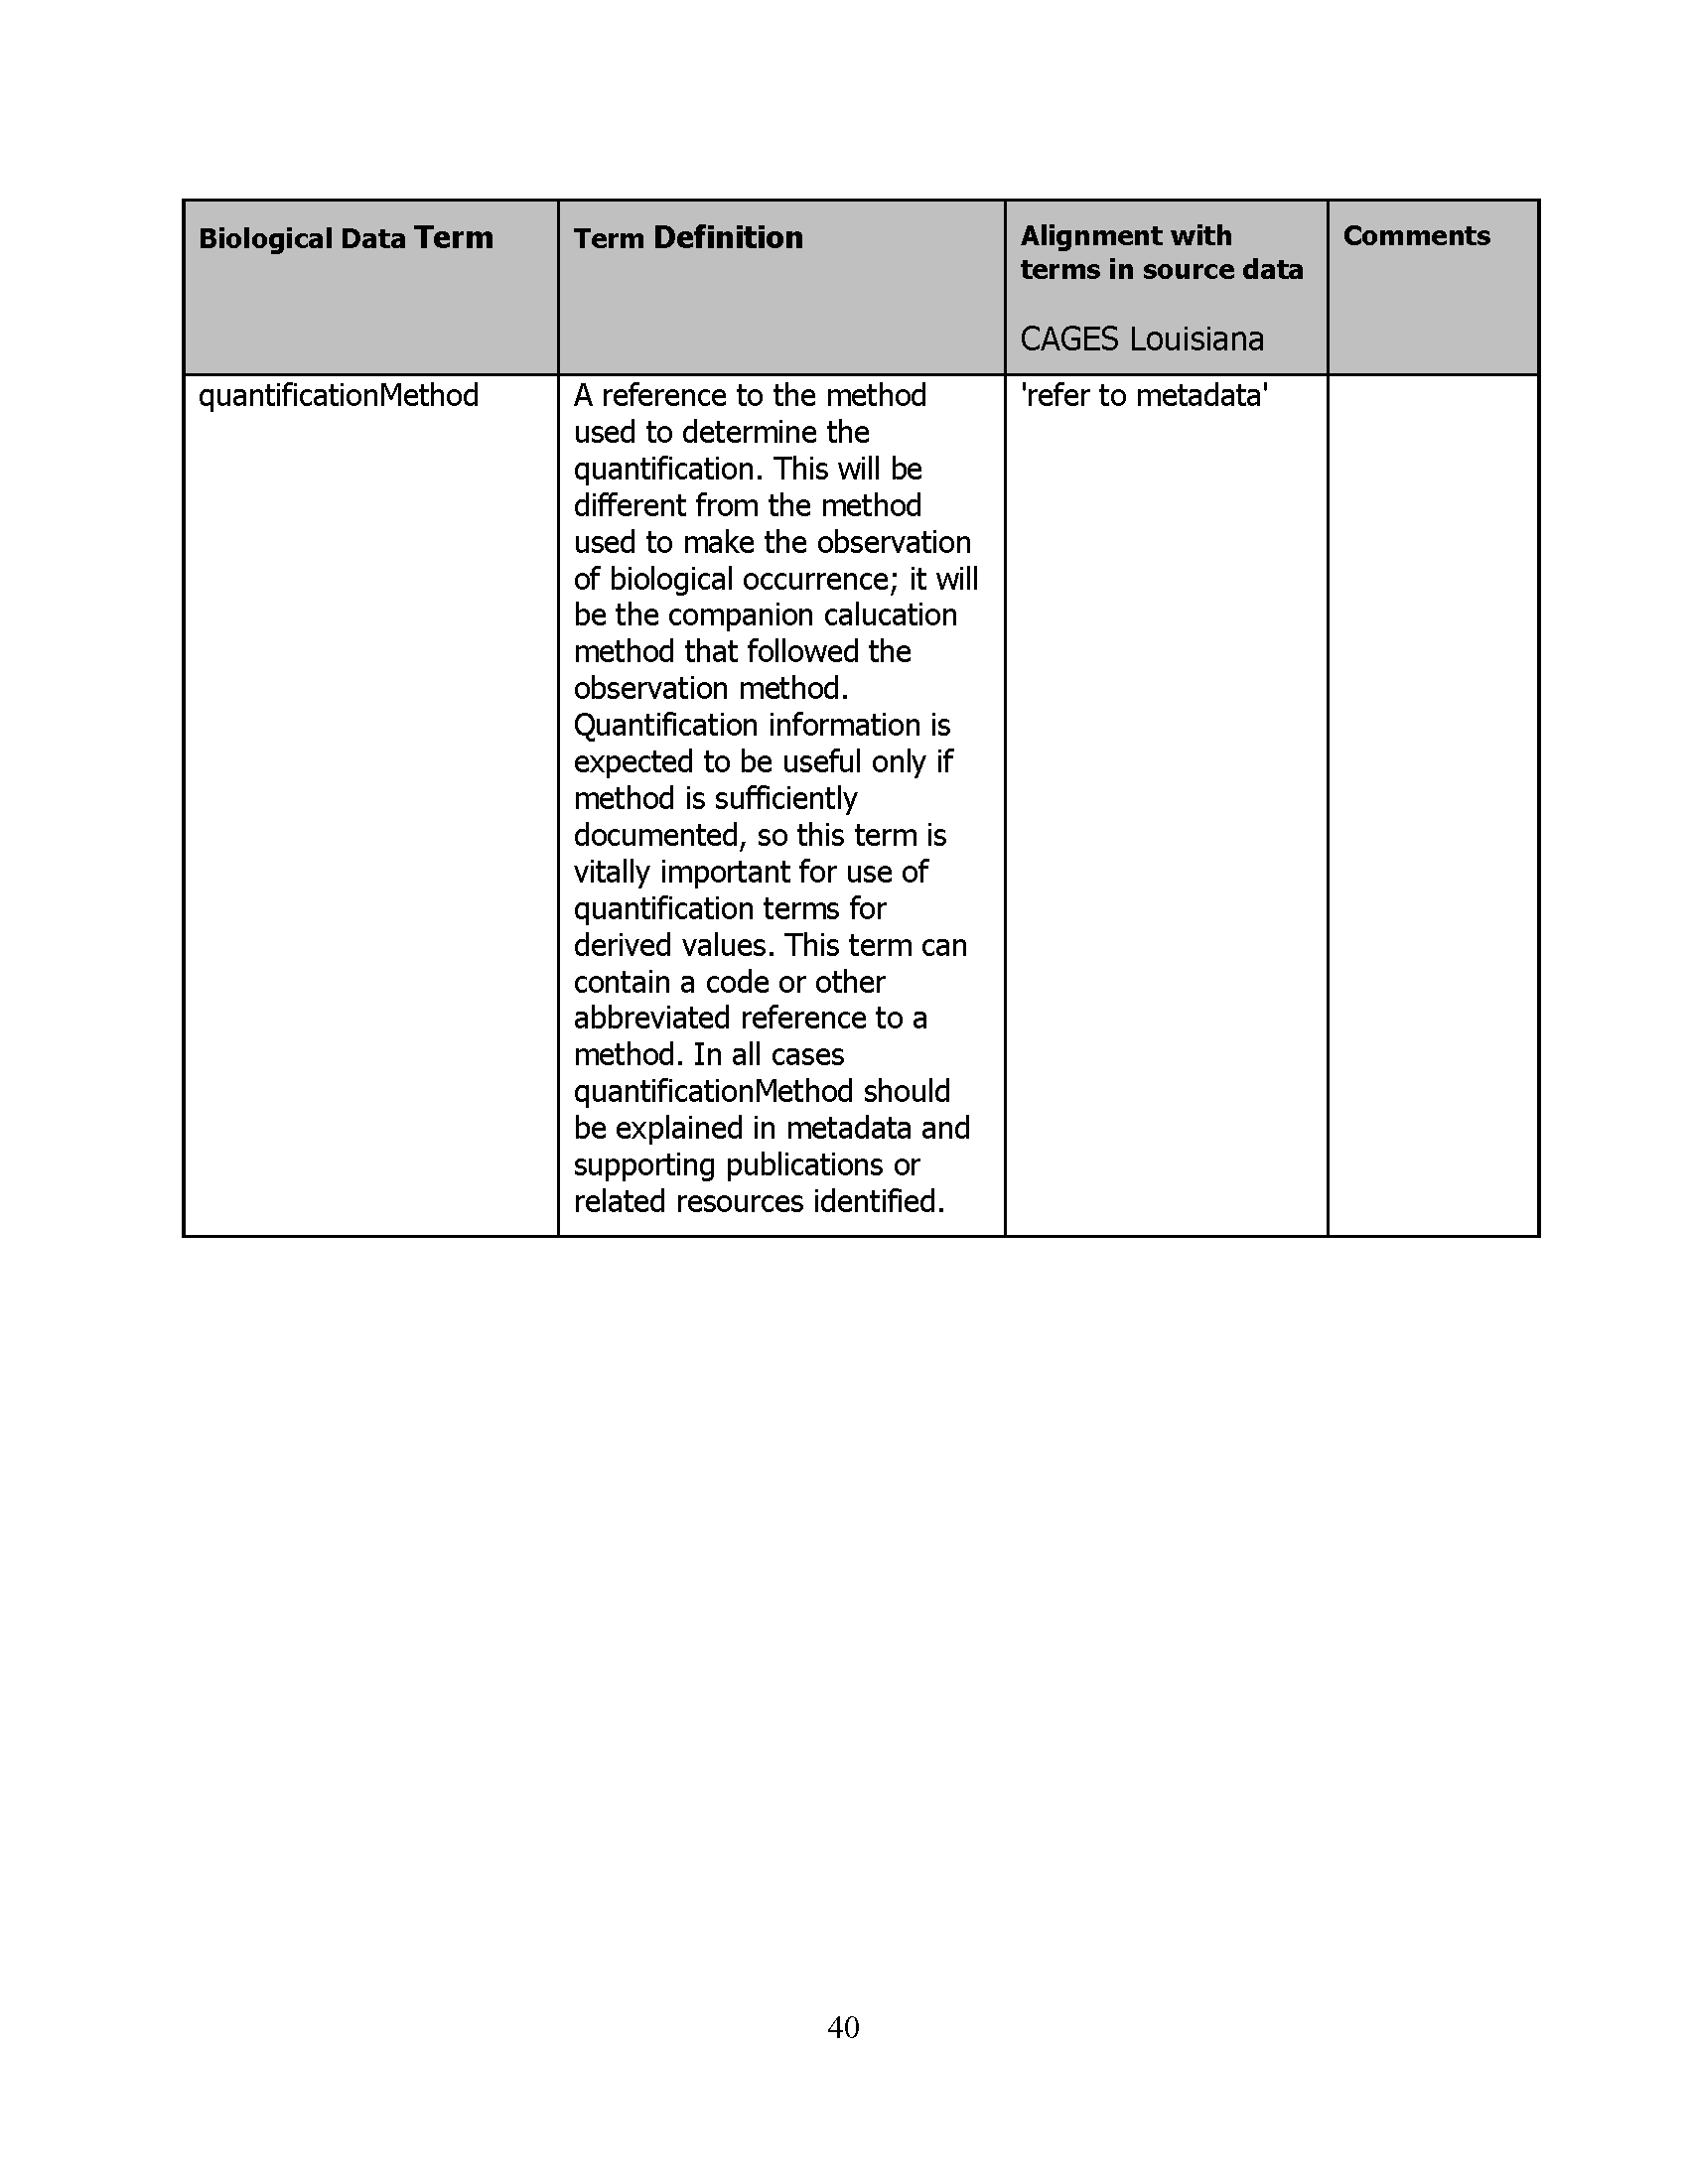 Biological Data Term
Term Definition
Alignment with
terms in source data
CAGES Louisiana
Comments
quantificationMethod
A reference to the method
used to determine the
quantification. This will be
different from the method
used to make the observation
of biological occurrence; it will
be the companion calucation
method that followed the
observation method.
Quantification information is
expected to be useful only if
method is sufficiently
documented, so this term is
vitally important for use of
quantification terms for
derived values. This term can
contain a code or other
abbreviated reference to a
method. In all cases
quantificationMethod should
be explained in metadata and
supporting publications or
related resources identified.
'refer to metadata'
40